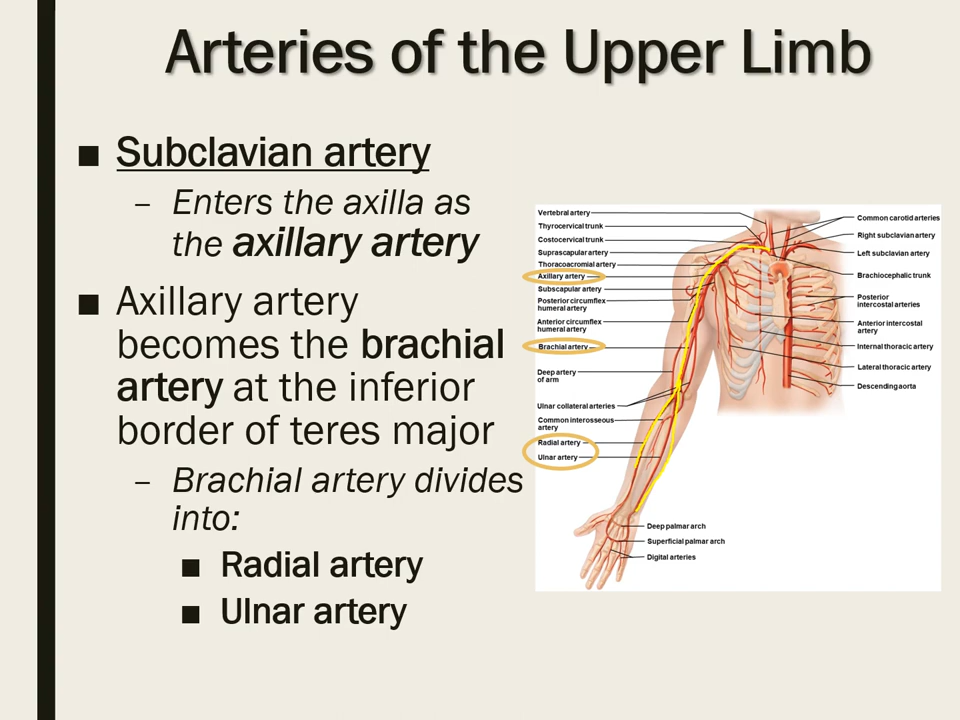 Arteries of the Upper Limb
■ Subclavian artery
– Enters the axilla as
the axillary artery
■ Axillary artery
becomes the brachial
artery at the inferior
border of teres major
– Brachial artery divides
into:
■ Radial artery
■ Ulnar artery
Vertebral artery
Thyrocervical trunk
Costocervical trunk
Suprascapular artery
Thoracoacromial artery
Axillary artery
Subscapular artery
Posterior circumflex
humeral artery
Anterior circumflex
humeral artery
Brachial artery
Deep artery
of arm
Ulnar collateral arteries
Common interosseous
artery
Radial artery
Ulnar artery
Common carotid arteries
Right subclavian artery
Left subclavian artery
Brachiocephalic trunk
Posterior
intercostal arteries
Anterior intercostal
artery
Internal thoracic artery
Lateral thoracic artery
Descending aorta
Deep palmar arch
Superficial palmar arch
Digital arteries